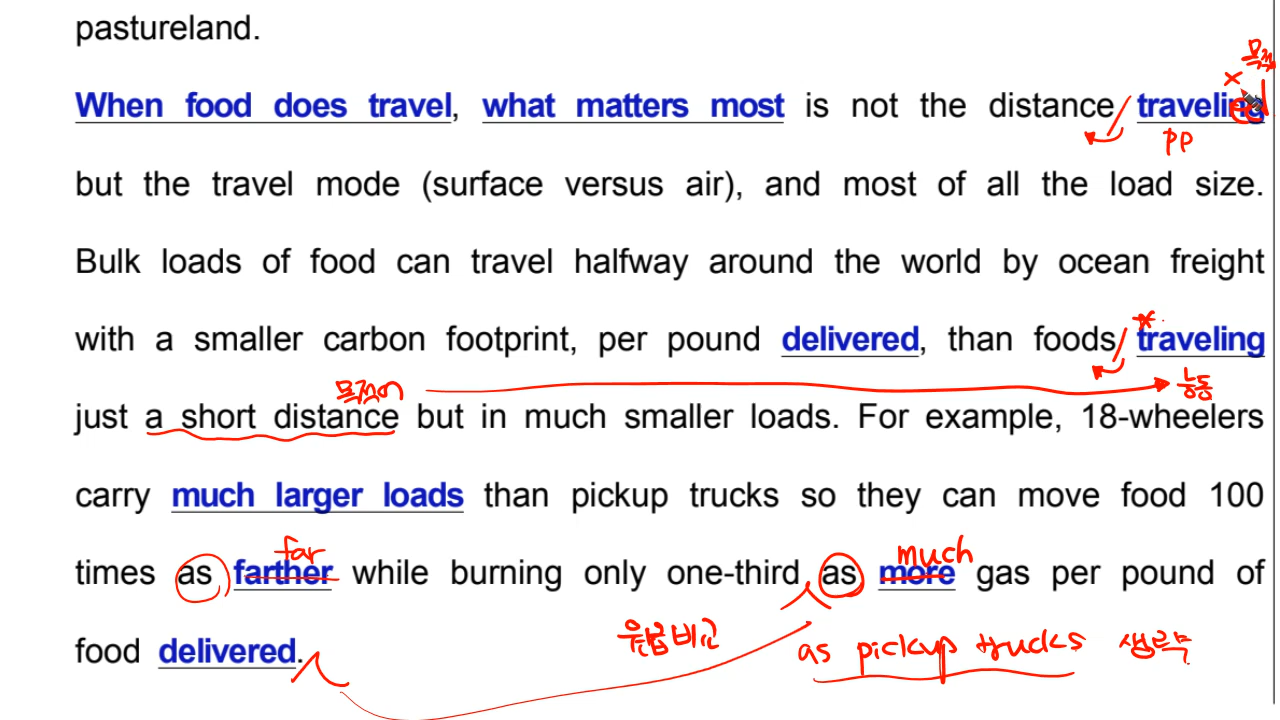 pastureland.
목적
x
When food does travel, what matters most is not the distance traveling
ed
pp
but the travel mode (surface versus air), and most of all the load size.
Bulk loads of food can travel halfway around the world by ocean freight
with a smaller carbon footprint, per pound delivered, than foods traveling
목적어
능동
just a short distance but in much smaller loads. For example, 18-wheelers
carry much larger loads than pickup trucks so they can move food 100
far
much
times as farther while burning only one-third as more gas per pound of
원급비교
food delivered.
as pickup trucks 생략